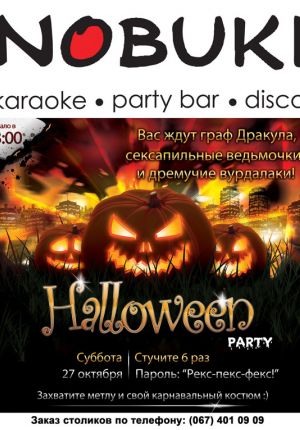 NOBUKI
karaoke • party bar • disco
Вас ждут граф Дракула,
сексапильные ведьмочки
и дремучие вурдалаки!
Halloween
PARTY
Суббота
27 октября
Стучите 6 раз
Пароль: "Рекс-пекс-фекс!"
Захватите метлу и свой карнавальный костюм :)
Заказ столиков по телефону: (067) 401 09 09